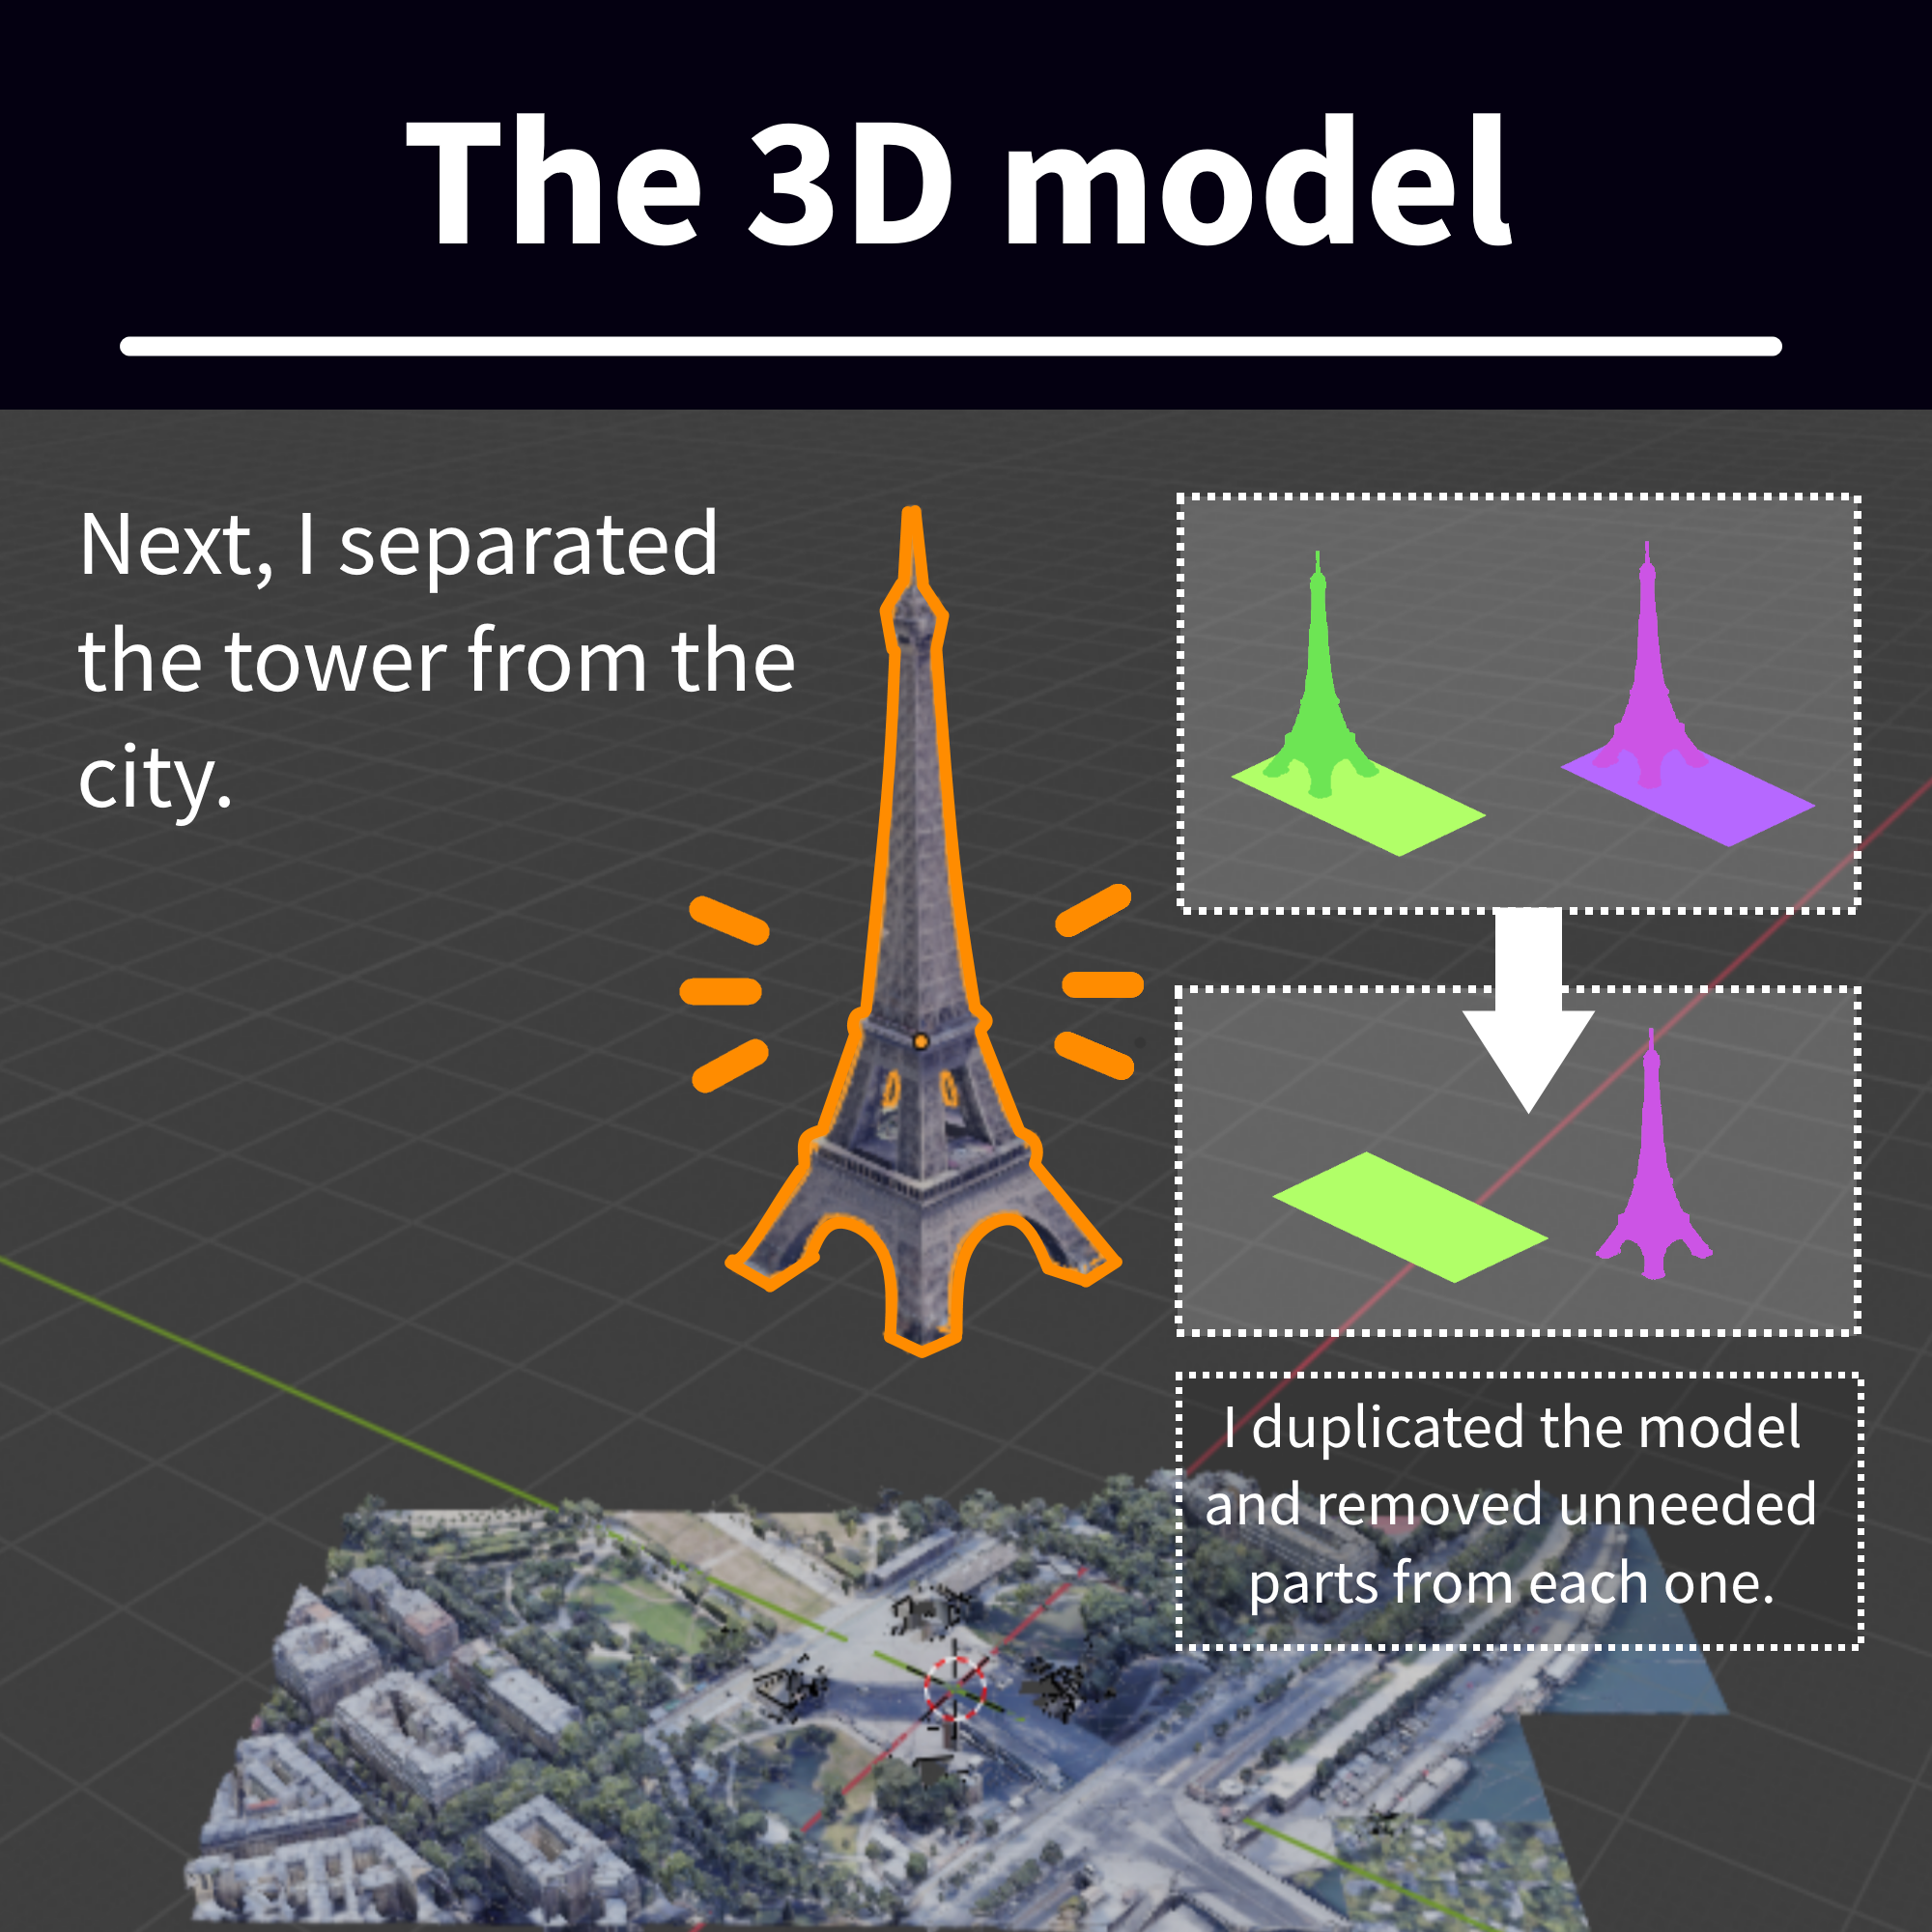 The 3D model
Next, I separated
the tower from the
city.
I duplicated the model
and removed unneeded
parts from each one.